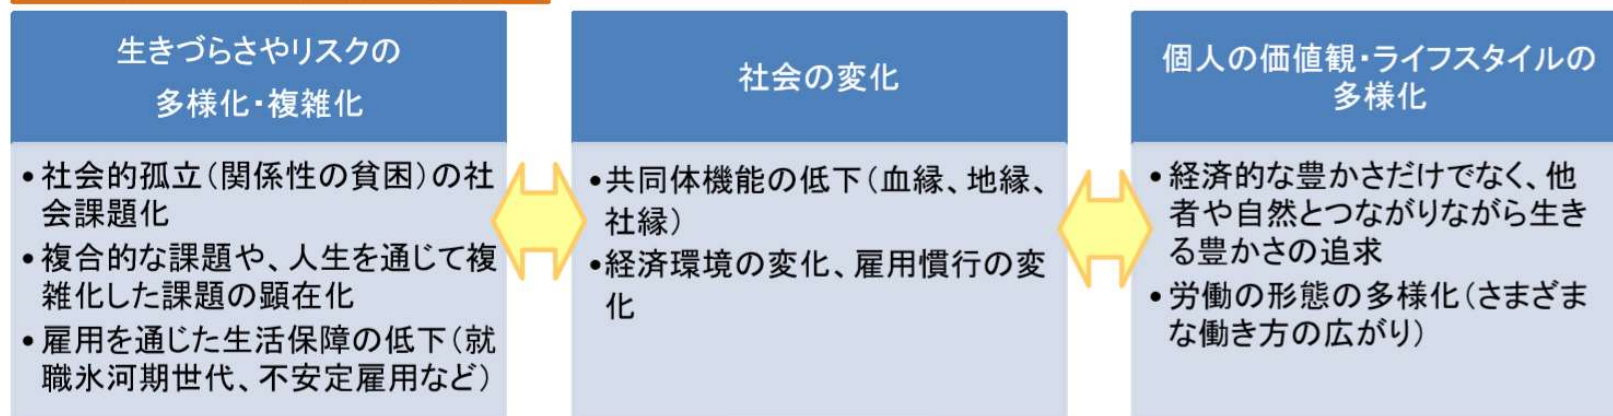 生きづらさやリスクの
多様化・複雑化
•社会的孤立(関係性の貧困)の社
会課題化
•複合的な課題や、人生を通じて複
雑化した課題の顕在化
•雇用を通じた生活保障の低下(就
職氷河期世代、不安定雇用など)
社会の変化
•共同体機能の低下(血縁、地縁、
社縁)
•経済環境の変化、雇用慣行の変
化
個人の価値観・ライフスタイルの
多様化
•経済的な豊かさだけでなく、他
者や自然とつながりながら生き
る豊かさの追求
•労働の形態の多様化(さまざま
な働き方の広がり)